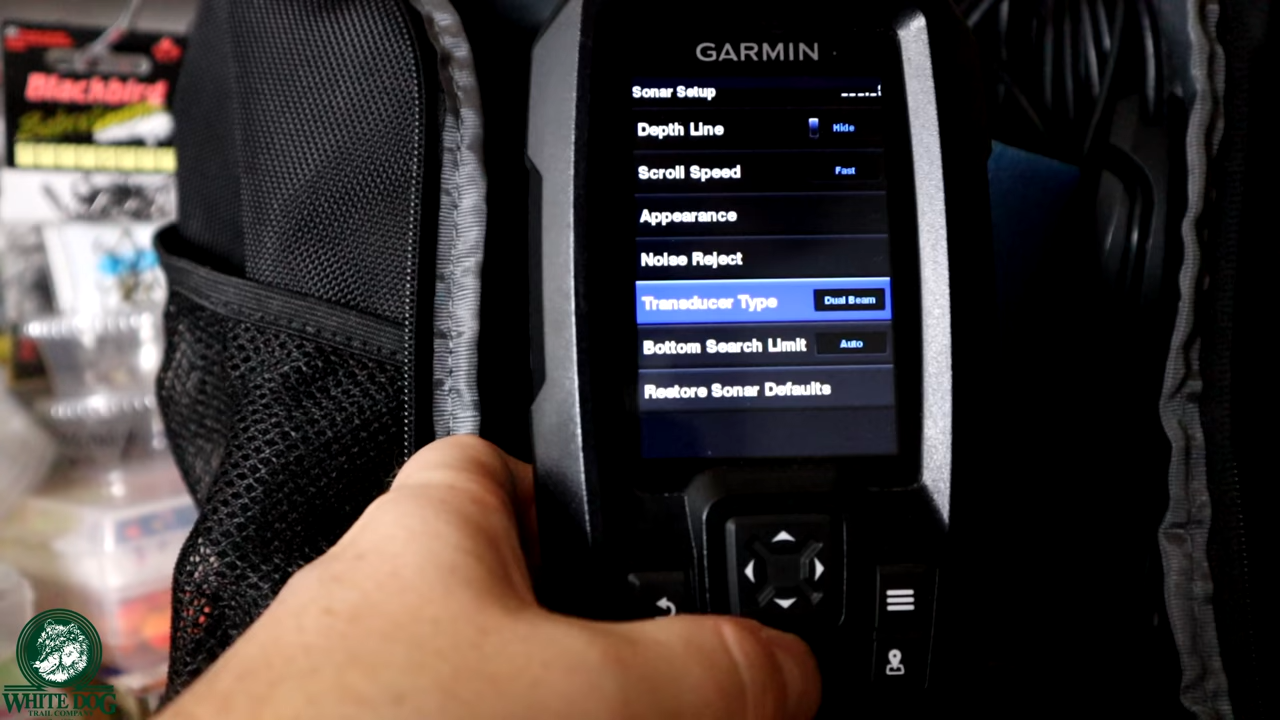 Blackbird
GARMIN
Sonar Setup
Depth Line
Hide
Scroll Speed
Fast
Appearance
Noise Reject
Transducer Type
Dual Beam
Bottom Search Limit
Auto
Restore Sonar Defaults
WHITE DOG
TRAIL COMPANY